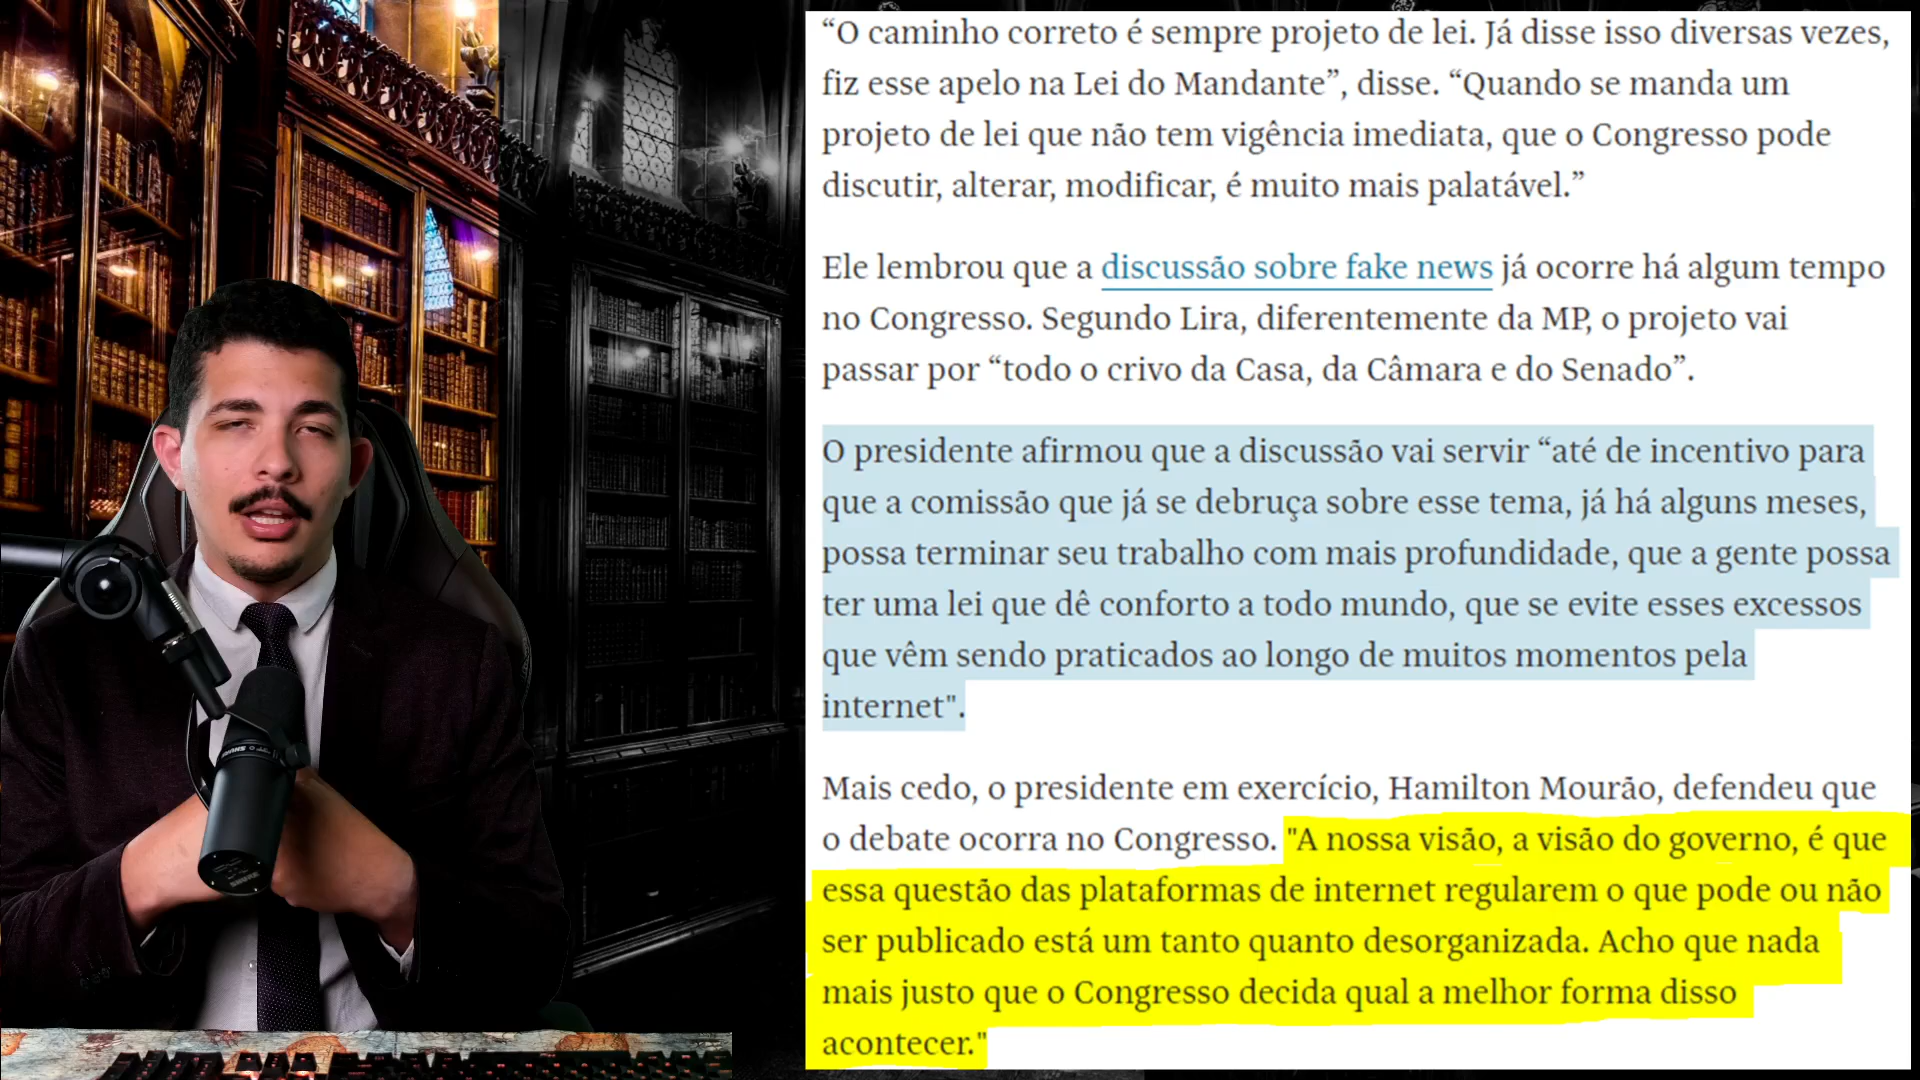 “O caminho correto é sempre projeto de lei. Já disse isso diversas vezes,
fiz esse apelo na Lei do Mandante”, disse. “Quando se manda um
projeto de lei que não tem vigência imediata, que o Congresso pode
discutir, alterar, modificar, é muito mais palatável.”
Ele lembrou que a discussão sobre fake news já ocorre há algum tempo
no Congresso. Segundo Lira, diferentemente da MP, o projeto vai
passar por “todo o crivo da Casa, da Câmara e do Senado”.
O presidente afirmou que a discussão vai servir “até de incentivo para
que a comissão que já se debruça sobre esse tema, já há alguns meses,
possa terminar seu trabalho com mais profundidade, que a gente possa
ter uma lei que dê conforto a todo mundo, que se evite esses excessos
que vêm sendo praticados ao longo de muitos momentos pela
internet".
Mais cedo, o presidente em exercício, Hamilton Mourão, defendeu que
o debate ocorra no Congresso. "A nossa visão, a visão do governo, é que
essa questão das plataformas de internet regularem o que pode ou não
ser publicado está um tanto quanto desorganizada. Acho que nada
mais justo que o Congresso decida qual a melhor forma disso
acontecer."
SHURE